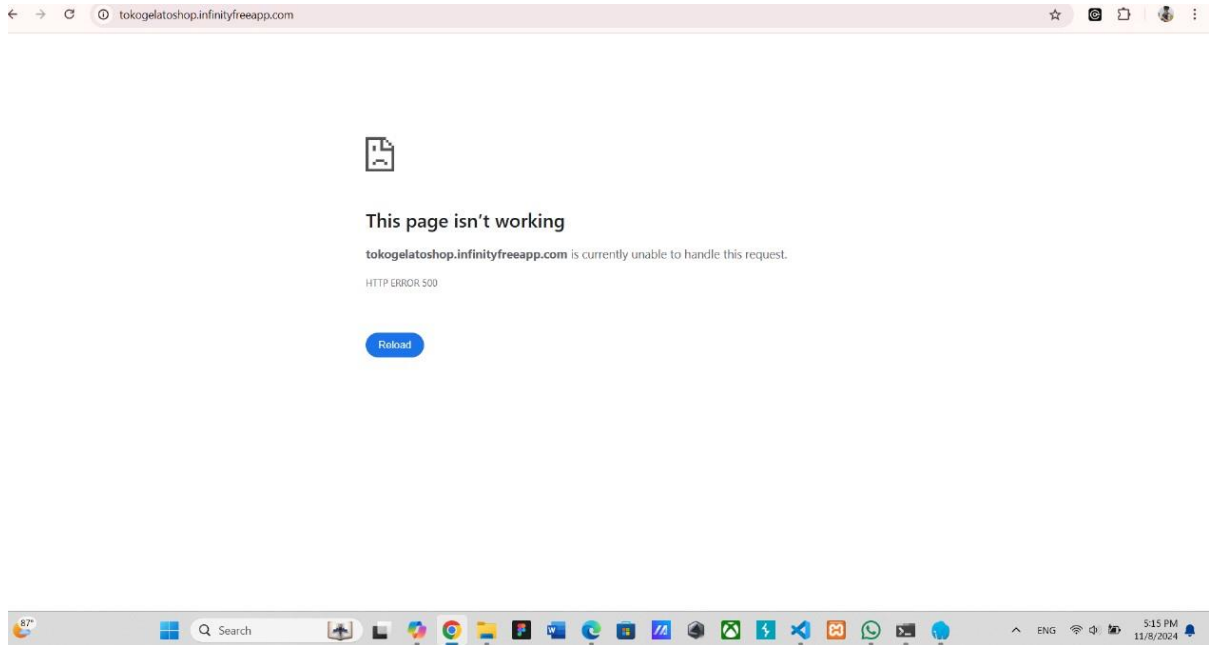 tokogelatoshop.infinityfreeapp.com
This page isn't working
tokogelatoshop.infinityfreeapp.com is currently unable to handle this request.
HTTP ERROR 500
Reload
87°
Search
ENG
5:15 PM
11/8/2024